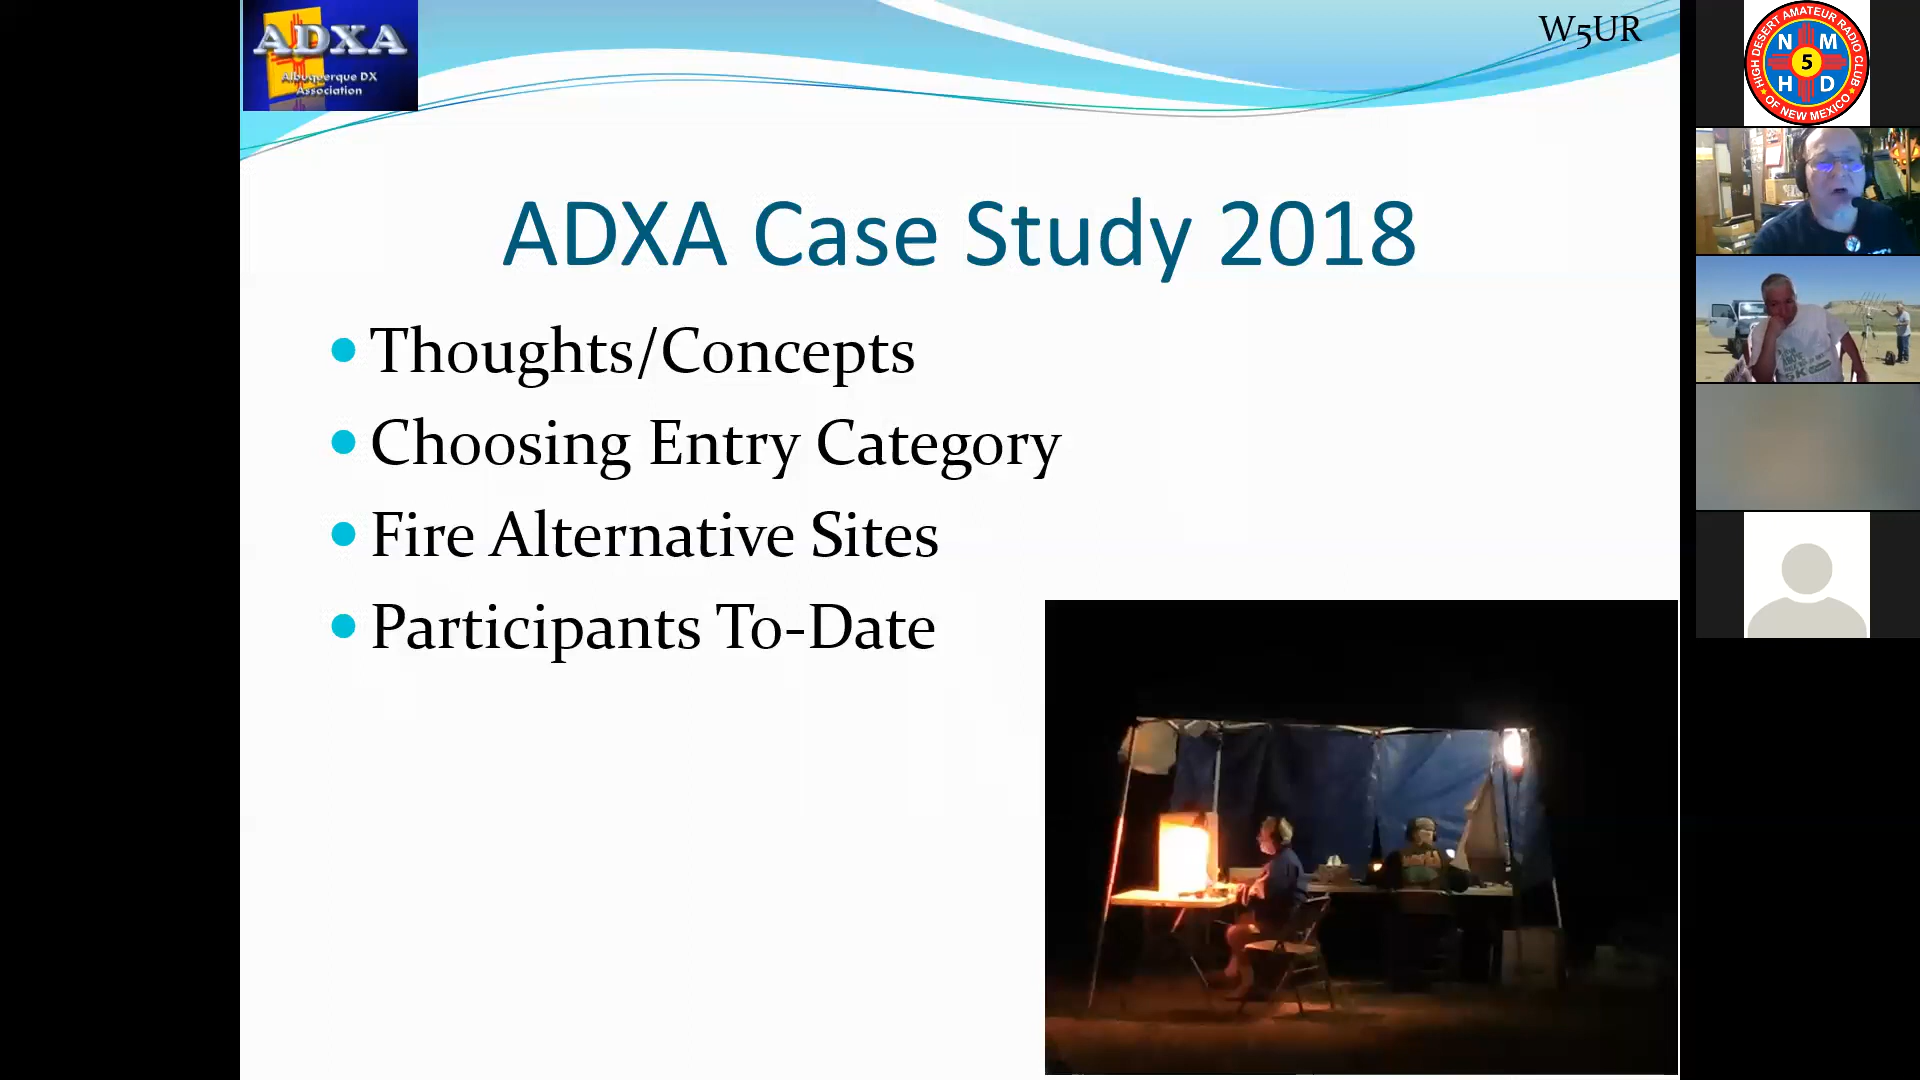 ADXA
Albuquerque DX
Association
W5UR
ADXA Case Study 2018
Thoughts/Concepts
Choosing Entry Category
Fire Alternative Sites
Participants To-Date
HIGH DESERT AMATEUR RADIO CLUB
N M
5
H D
OF NEW MEXICO